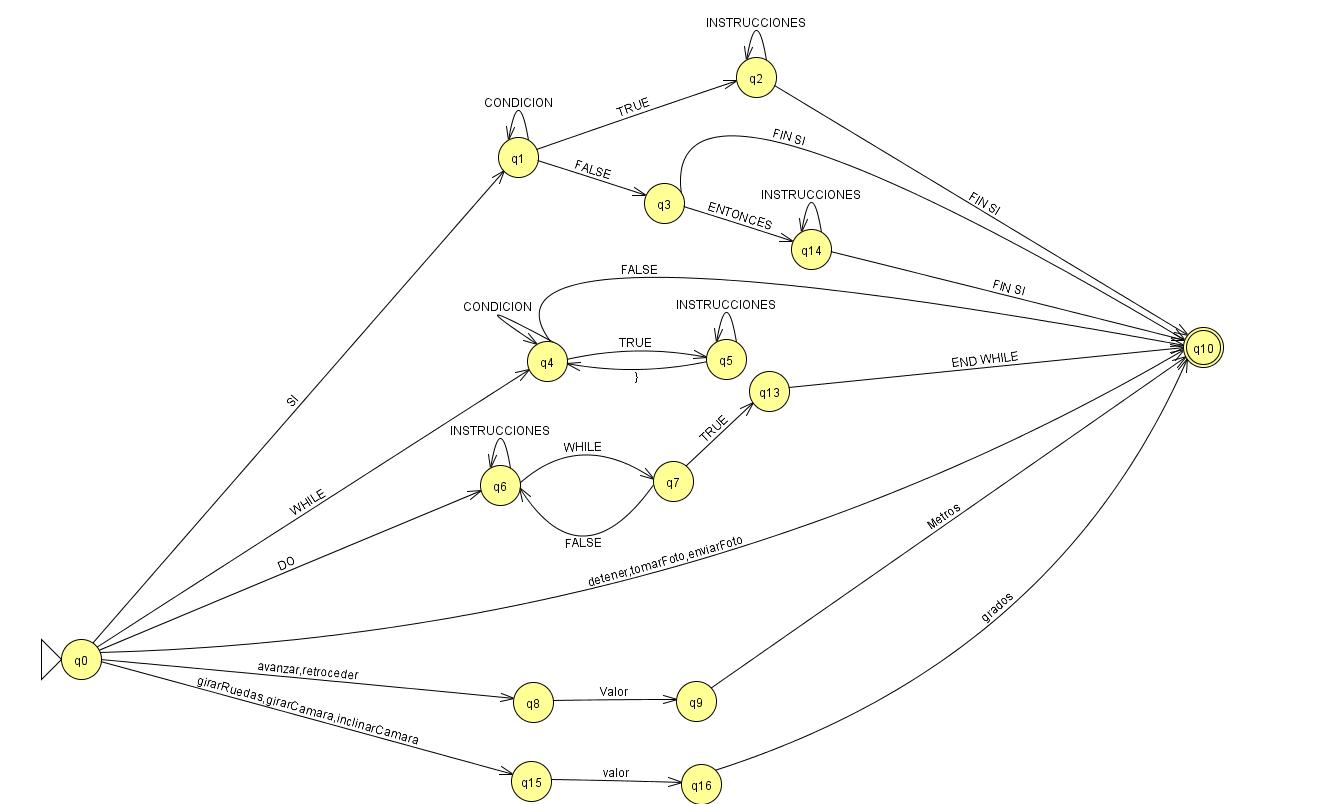 INSTRUCCIONES
q2
CONDICION
TRUE
q1
FIN SI
FALSE
INSTRUCCIONES
q3
ENTONCES
FIN SI
q14
FALSE
FIN SI
CONDICION
INSTRUCCIONES
TRUE
q4
q5
}
q10
END WHILE
q13
SI
TRUE
INSTRUCCIONES
WHILE
q6
q7
WHILE
FALSE
Metros
DO
detener,tomarFoto,enviarFoto
grados
q0
avanzar,retroceder
girarRuedas,girarCamara,inclinarCamara
Valor
q8
q9
valor
q15
q16